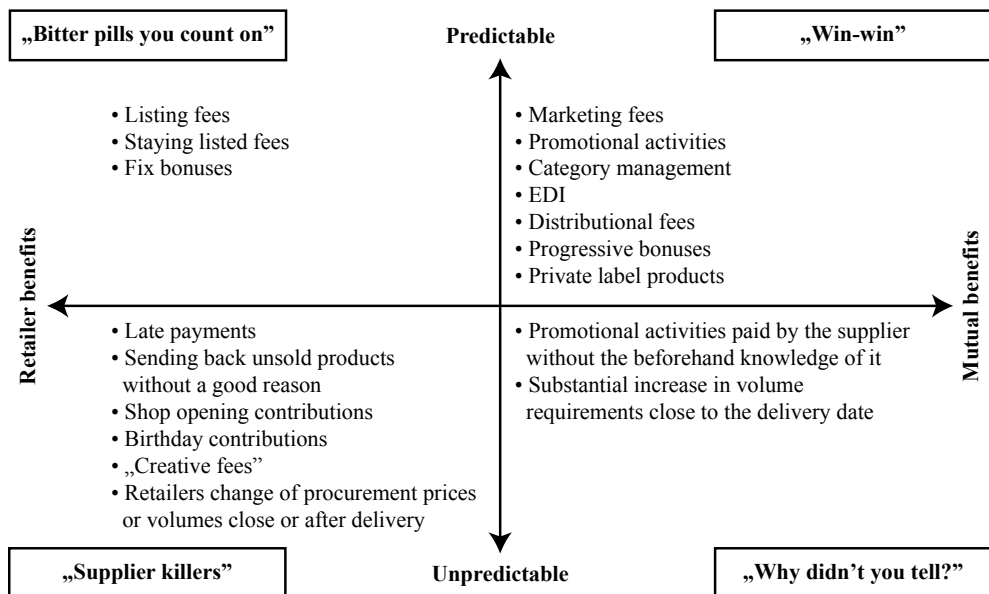 „Bitter pills you count on”
Predictable
„Win-win”
• Listing fees
• Staying listed fees
• Fix bonuses
• Marketing fees
• Promotional activities
• Category management
• EDI
• Distributional fees
• Progressive bonuses
• Private label products
Retailer benefits
Mutual benefits
• Late payments
• Sending back unsold products
without a good reason
• Shop opening contributions
• Birthday contributions
• „Creative fees”
• Retailers change of procurement prices
or volumes close or after delivery
• Promotional activities paid by the supplier
without the beforehand knowledge of it
• Substantial increase in volume
requirements close to the delivery date
„Supplier killers”
Unpredictable
„Why didn’t you tell?”